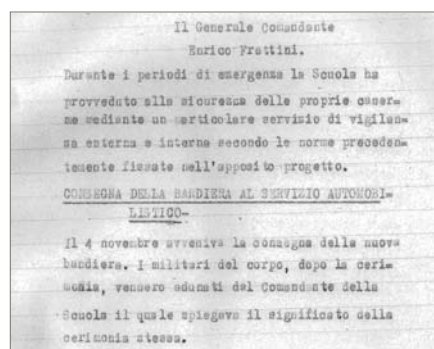 Il Generale Comandante
Enrico Frattini.
Durante i periodi di emergenza la Scuola ha
provveduto alla sicurezza delle proprie caser=
me mediante un particolare servizio di vigilan=
za esterna e interna secondo le norme preceden=
temente fissate nell'apposito progetto.
CONSEGNA DELLA BANDIERA AL SERVIZIO AUTOMOBI=
LISTICO=
Il 4 novembre avveniva la consegna della nuova
bandiera. I militari del corpo, dopo la ceri=
monia, vennero adunati dal Comandante della
Scuola il quale spiegava il significato della
cerimonia stessa.